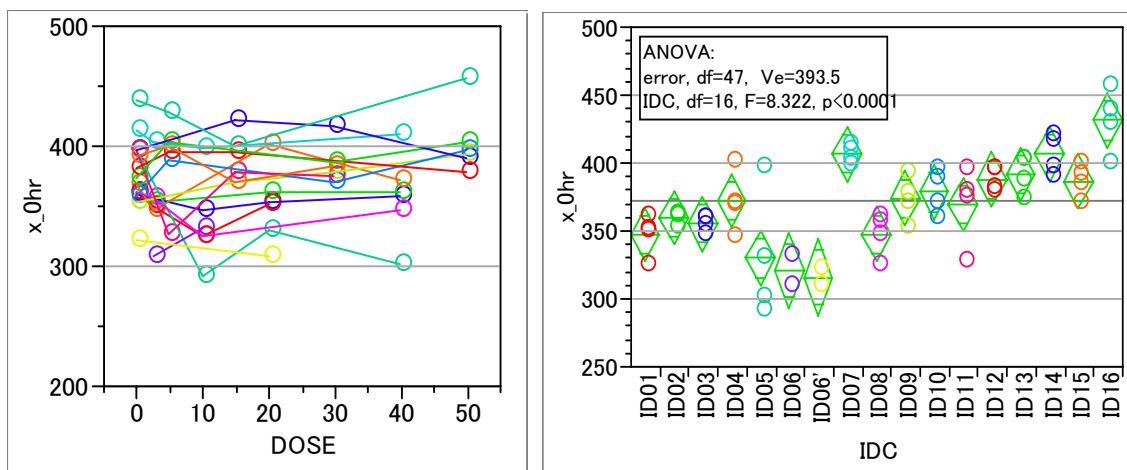 500
400
300
200
x_0hr
0
10
20
30
40
50
DOSE
500
450
400
350
300
250
x_0hr
ANOVA:
error, df=47, Ve=393.5
IDC, df=16, F=8.322, p<0.0001
ID01
ID02
ID03
ID04
ID05
ID06
ID06'
ID07
ID08
ID09
ID10
ID11
ID12
ID13
ID14
ID15
ID16
IDC